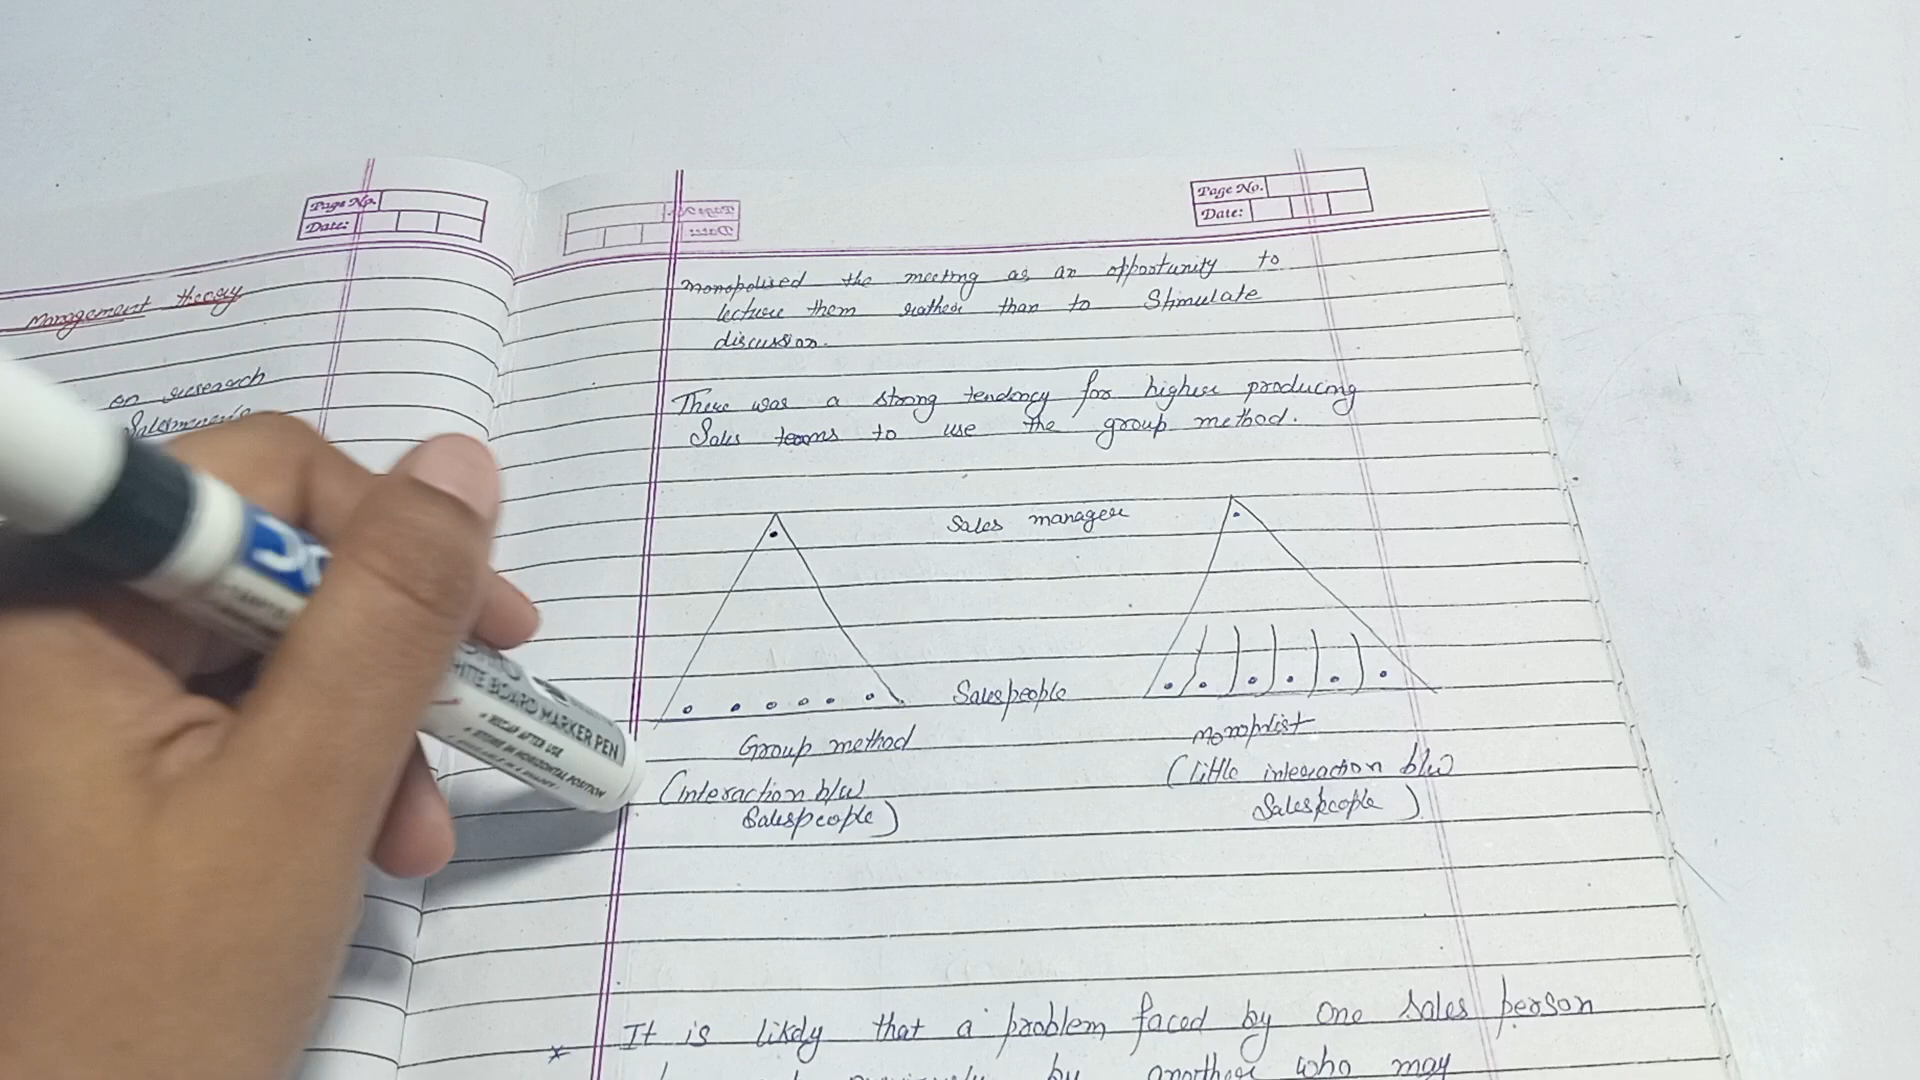 Page No.
Date:
Management theory
en research
Salesmen's
Page No.
Date:
monopolised the meeting as an opportunity to
lecture them rather than to Stimulate
discussion.
There was a strong tendency for higher producing
Sales teams to use the group method.
Sales manager
Salespeople
Group method
(Interaction b/w
Salespeople)
monoplist
(little interaction b/w
Salespeople)
* It is likely that a problem faced by one Sales person
by another who may
WHITE BOARD MARKER PEN